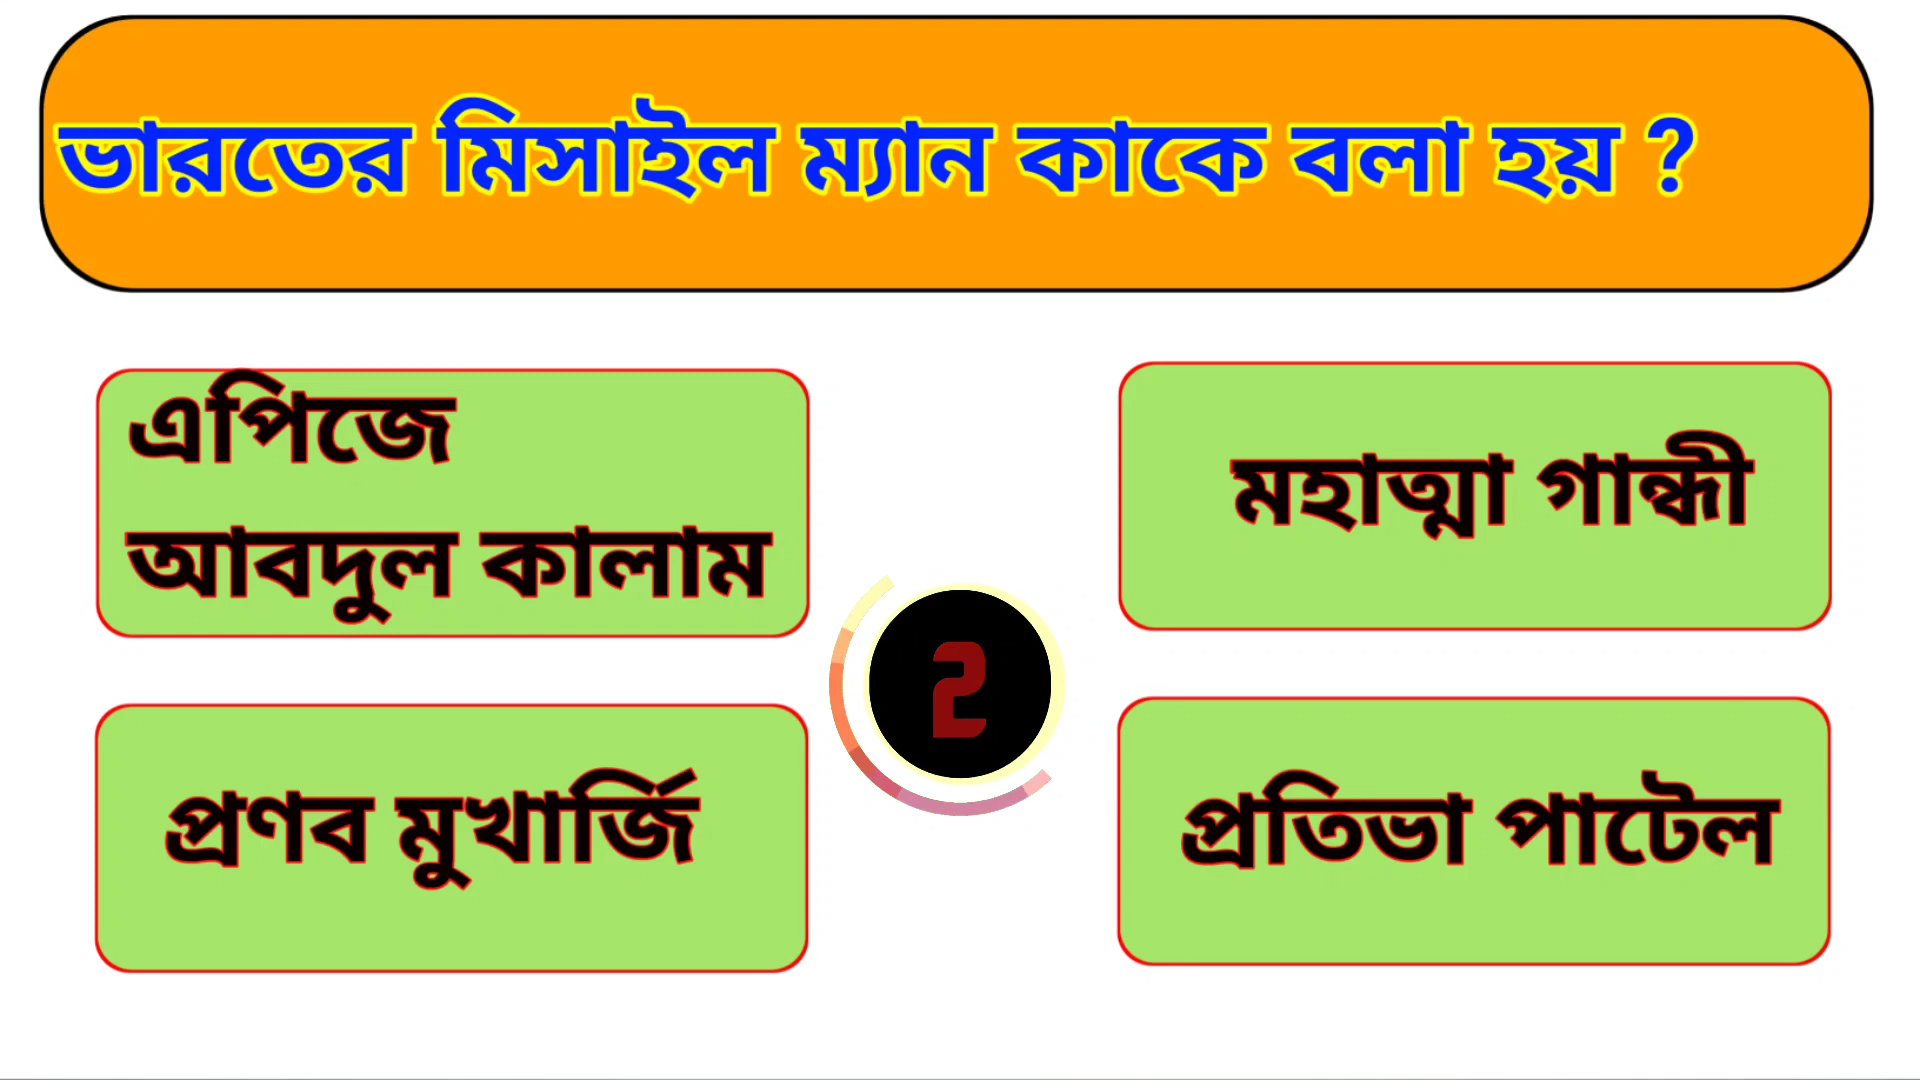 ভারতের মিসাইল ম্যান কাকে বলা হয় ?
এপিজে
আবদুল কালাম
মহাত্মা গান্ধী
2
প্রণব মুখার্জি
প্রতিভা পাটেল